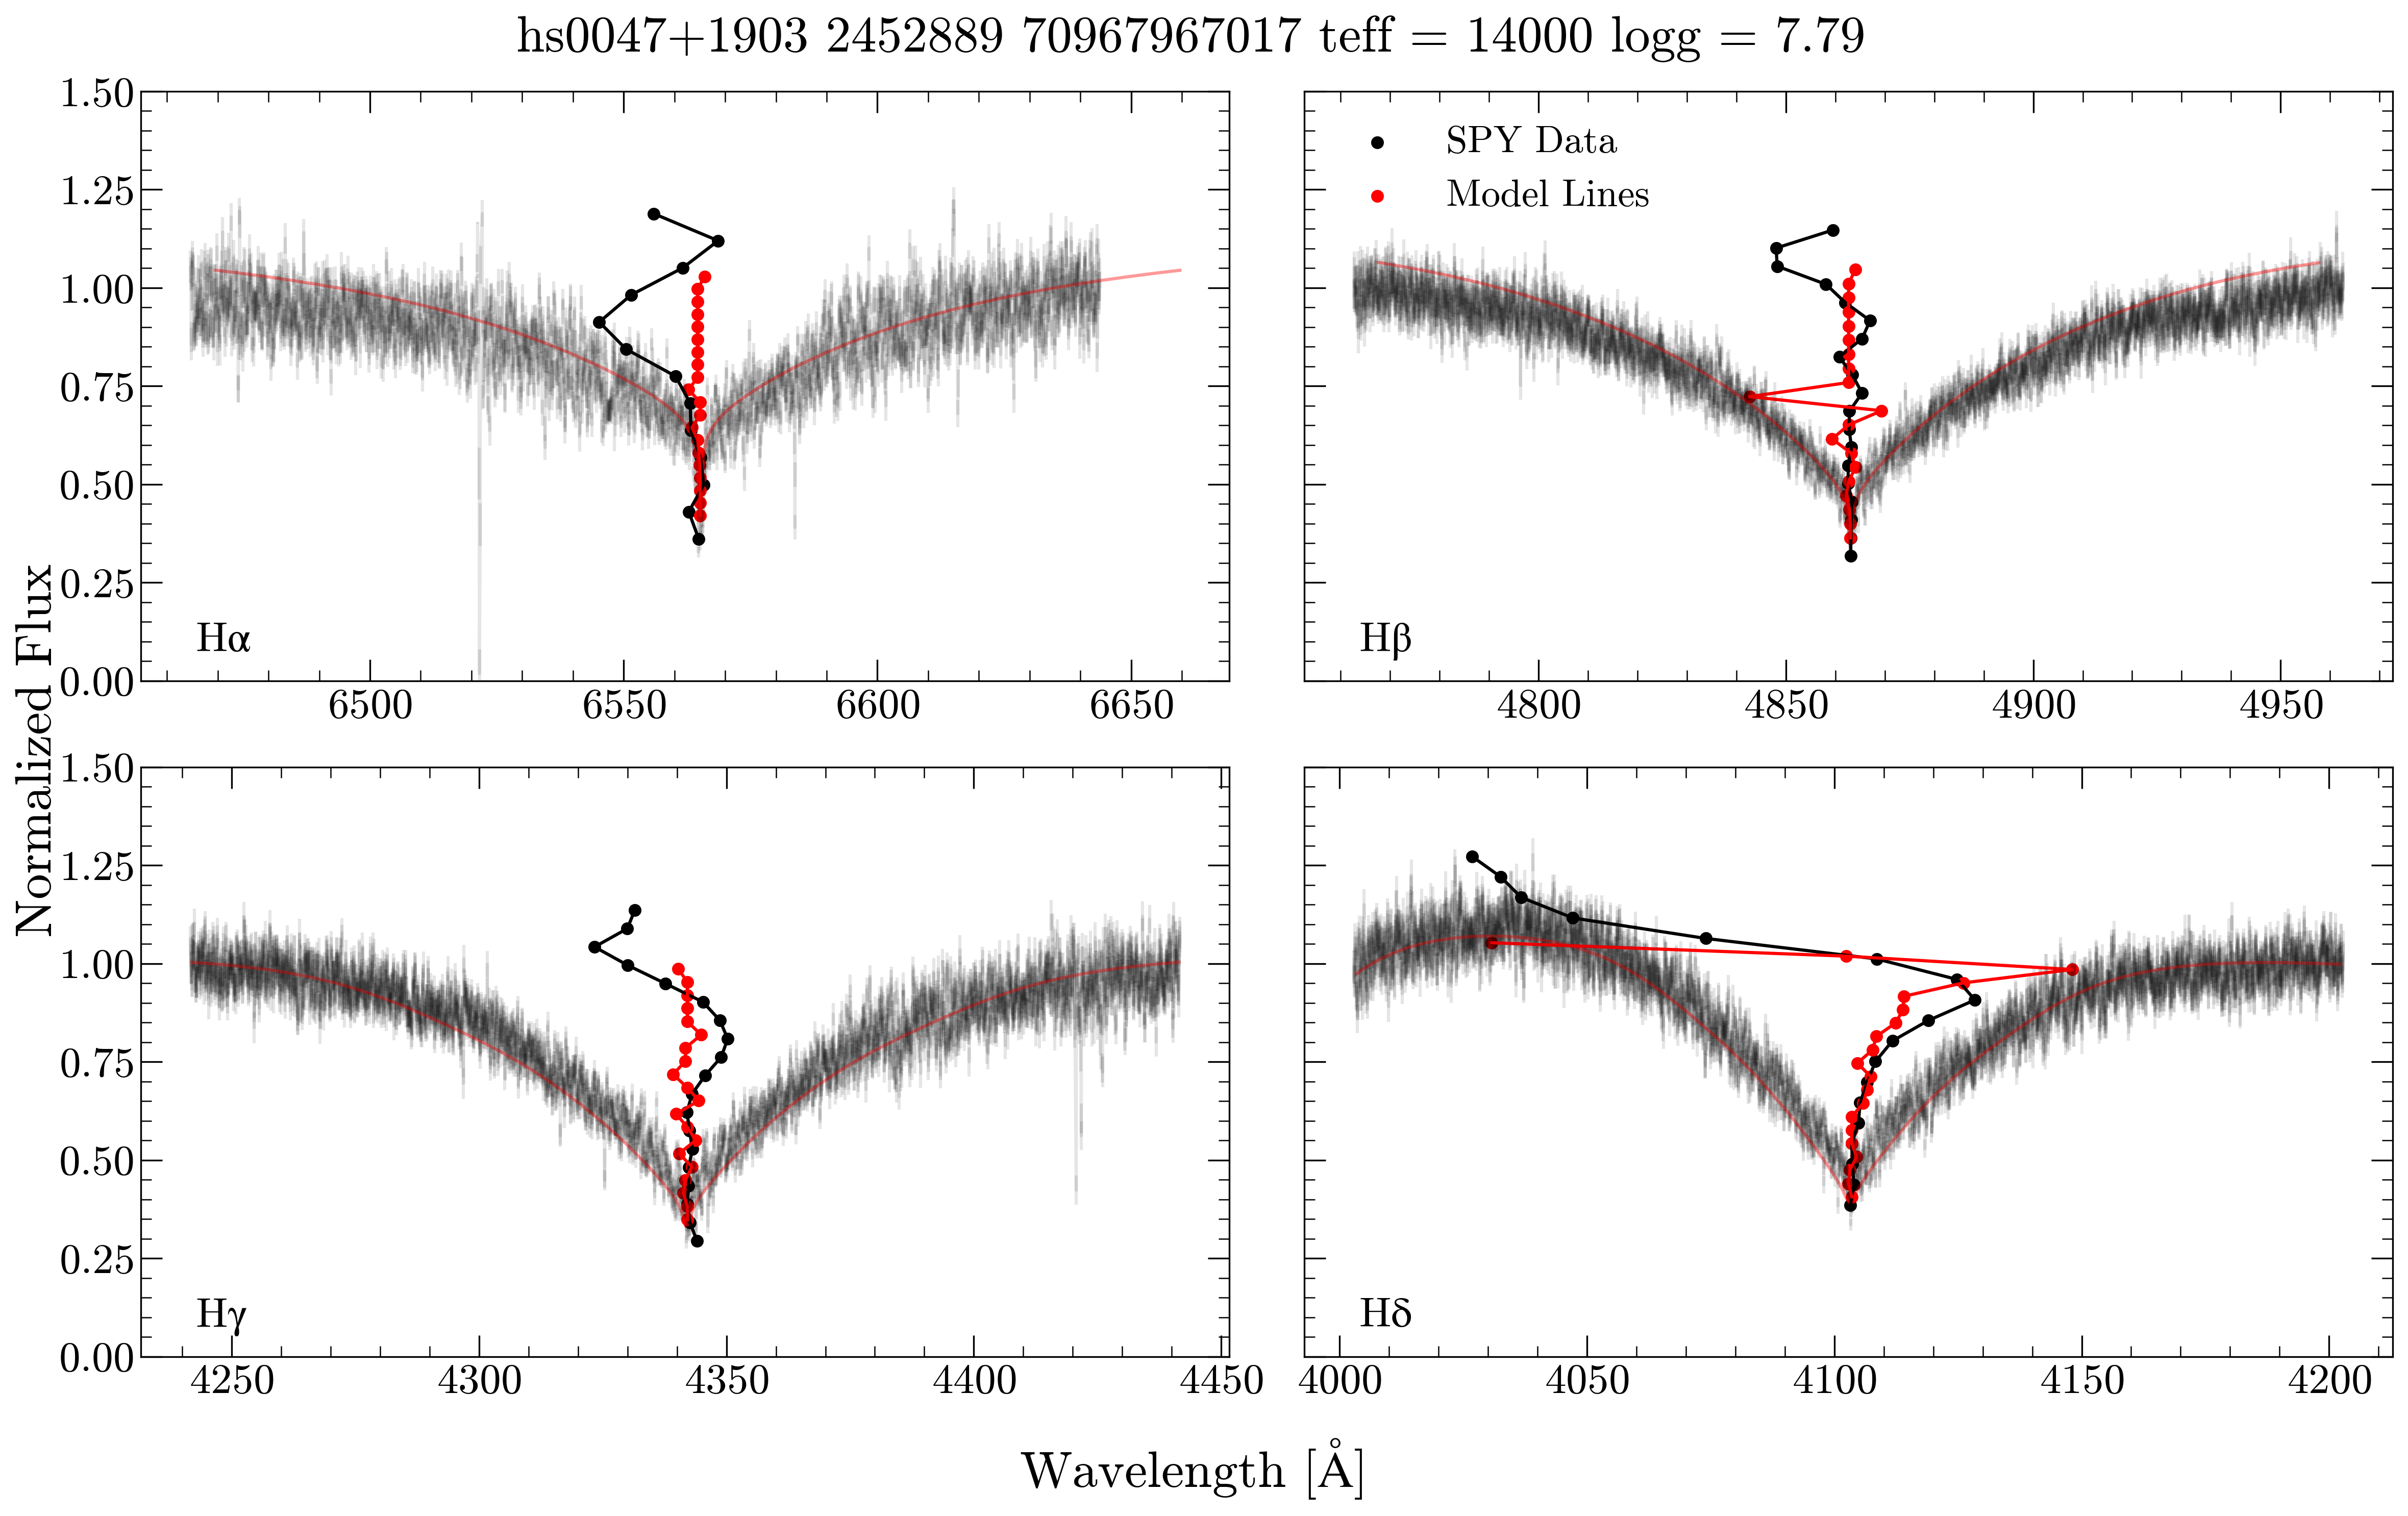 hs0047+1903 2452889 70967967017 teff = 14000 logg = 7.79
1.50
1.25
1.00
0.75
0.50
0.25
0.00
Hα
6500 6550 6600 6650
SPY Data
Model Lines
Hβ
4800 4850 4900 4950
Normalized Flux
1.50
1.25
1.00
0.75
0.50
0.25
0.00
Hγ
4250 4300 4350 4400 4450
Hδ
4000 4050 4100 4150 4200
Wavelength [Å]